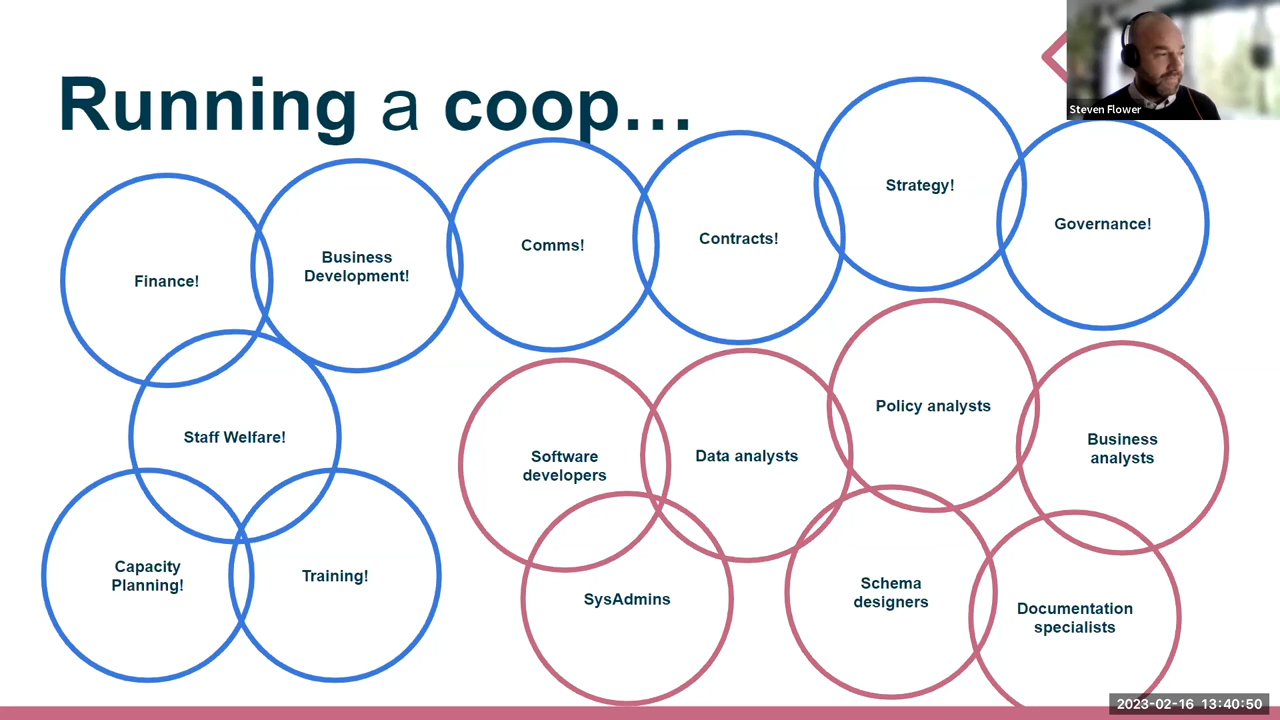 Running a coop...
Steven Flower
Strategy!
Governance!
Contracts!
Comms!
Business
Development!
Finance!
Staff Welfare!
Capacity
Planning!
Training!
Software
developers
Data analysts
Policy analysts
Business
analysts
SysAdmins
Schema
designers
Documentation
specialists
2023-02-16 13:40:50